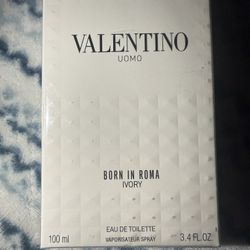 VALENTINO
UOMO
BORN IN ROMA
IVORY
EAU DE TOILETTE
100 ml VAPORISATEUR SPRAY 3.4 FL.OZ.